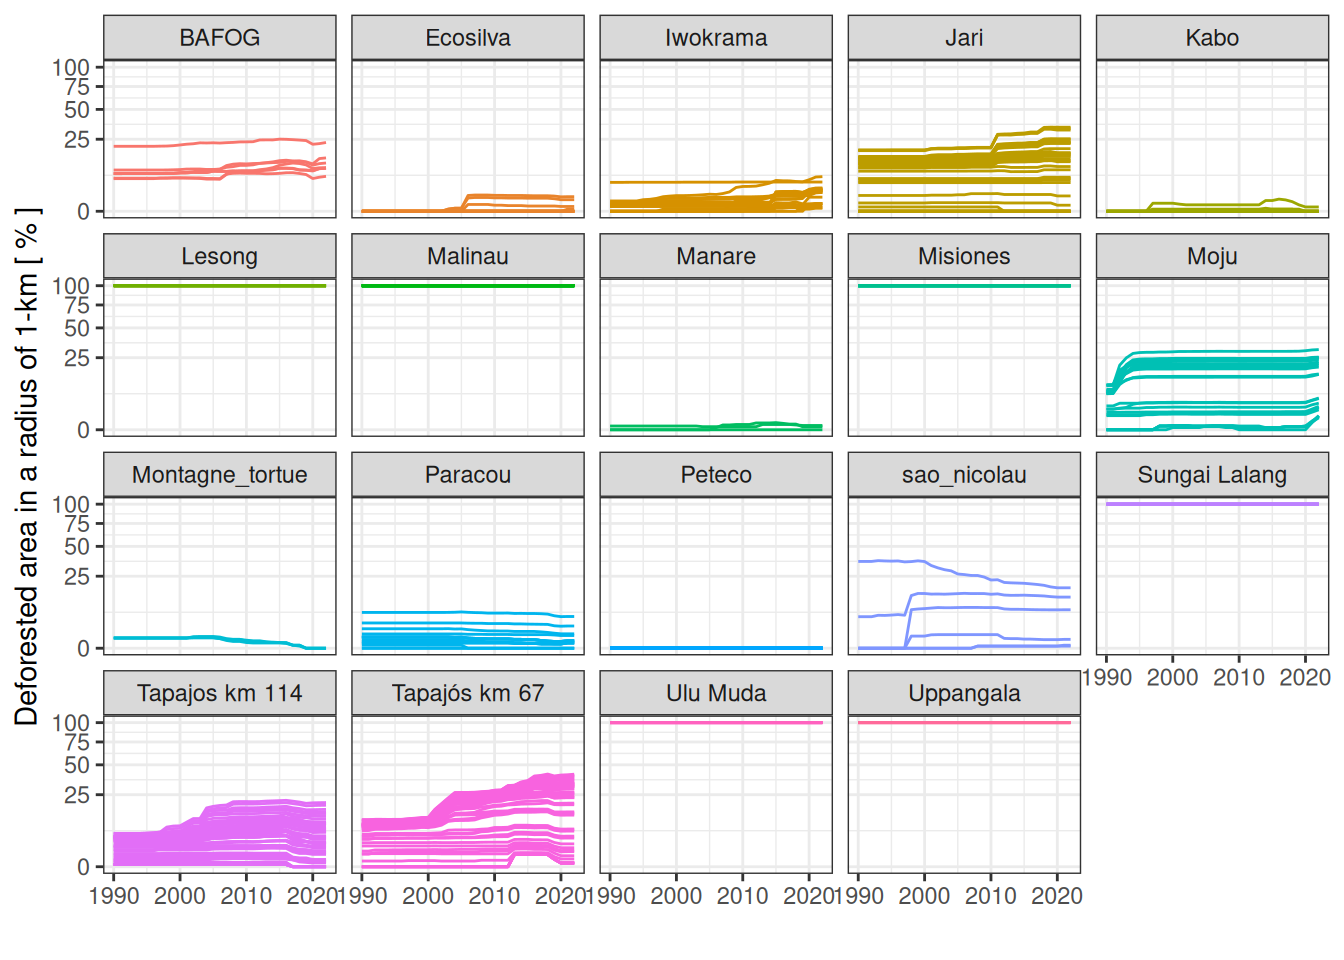 BAFOG Ecosilva Iwokrama Jari Kabo
100
75
50
25
0
Lesong Malinau Manare Misiones Moju
100
75
50
25
0
Montagne_tortue Paracou Peteco sao_nicolau Sungai Lalang
100
75
50
25
0
1990 2000 2010 2020
Tapajos km 114 Tapajós km 67 Ulu Muda Uppangala
100
75
50
25
0
1990 2000 2010 2020 1990 2000 2010 2020 1990 2000 2010 2020 1990 2000 2010 2020
Deforested area in a radius of 1-km [ % ]